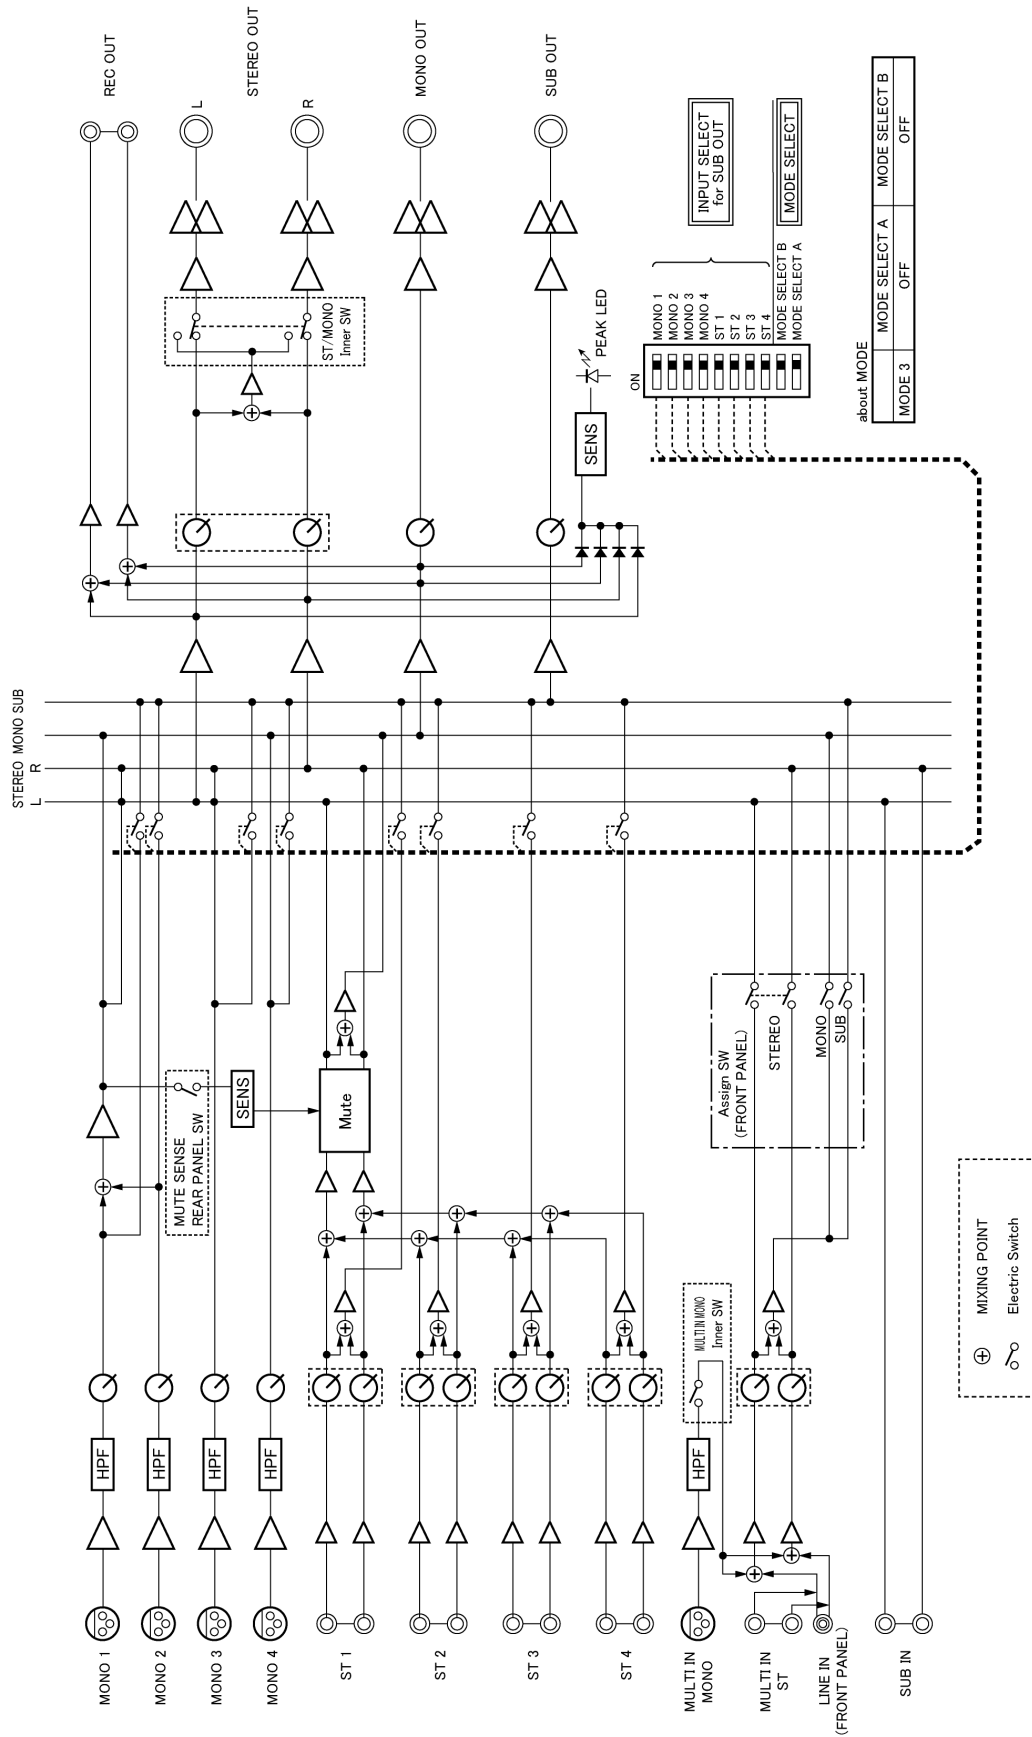 MONO 1
MONO 2
MONO 3
MONO 4
ST 1
ST 2
ST 3
ST 4
MULTI IN
MONO
MULTI IN
ST
LINE IN
(FRONT PANEL)
SUB IN
HPF
HPF
HPF
HPF
HPF
MULTI IN MONO
Inner SW
MUTE SENSE
REAR PANEL SW
SENS
Mute
Assign SW
(FRONT PANEL)
STEREO
MONO
SUB
STEREO MONO SUB
L
R
SENS
PEAK LED
ST/MONO
Inner SW
REC OUT
L
STEREO OUT
R
MONO OUT
SUB OUT
ON
MONO 1
MONO 2
MONO 3
MONO 4
ST 1
ST 2
ST 3
ST 4
MODE SELECT B
MODE SELECT A
INPUT SELECT
for SUB OUT
MODE SELECT
about MODE
MODE SELECT A
MODE SELECT B
MODE 3
OFF
OFF
MIXING POINT
Electric Switch